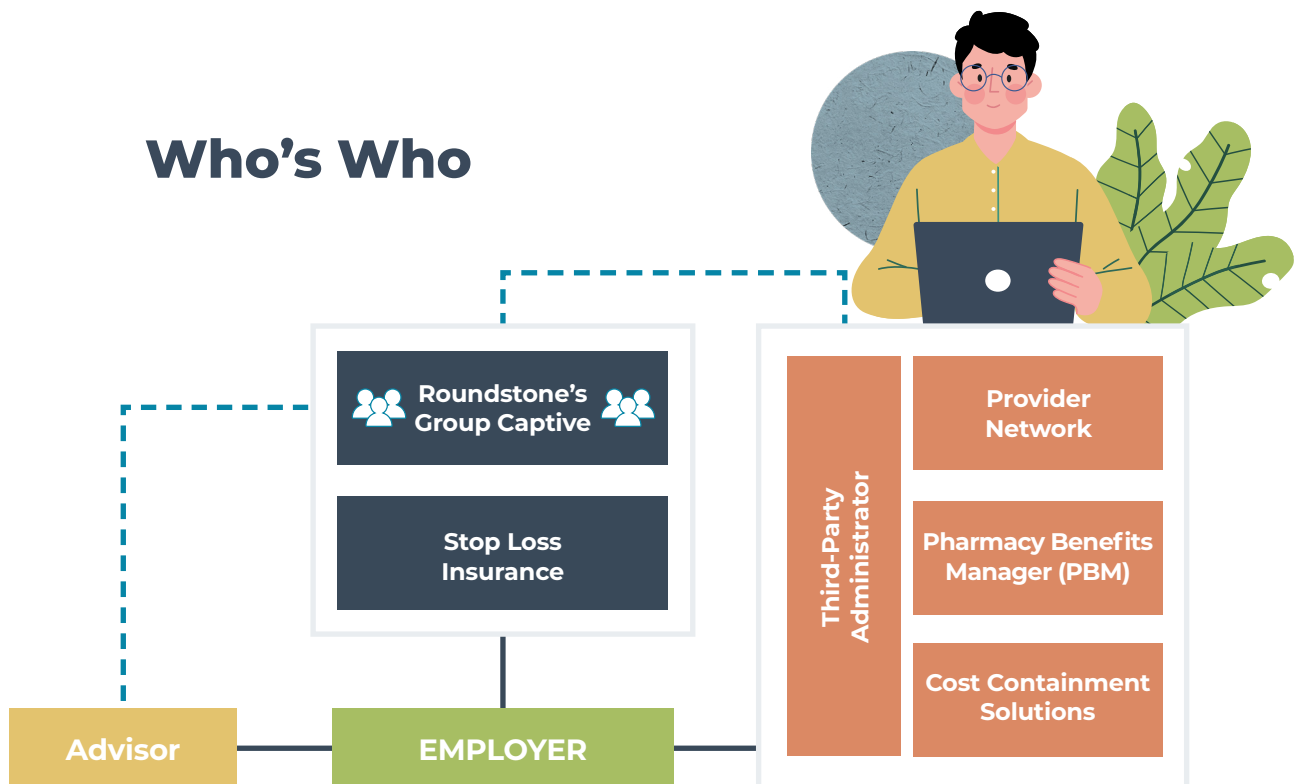 Who’s Who
Roundstone’s
Group Captive
Stop Loss
Insurance
Third-Party
Administrator
Provider
Network
Pharmacy Benefits
Manager (PBM)
Cost Containment
Solutions
Advisor
EMPLOYER